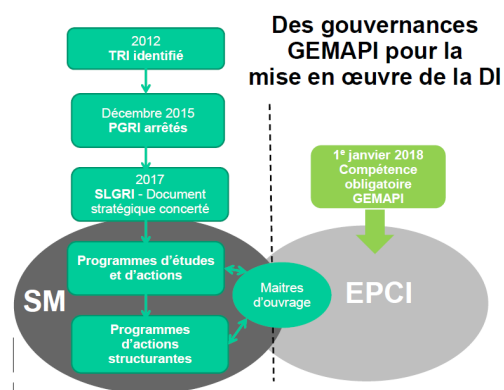 Des gouvernances
GEMAPI pour la
mise en œuvre de la DI
2012
TRI identifié
Décembre 2015
PGRI arrêtés
2017
SLGRI - Document
stratégique concerté
1e janvier 2018
Compétence
obligatoire
GEMAPI
Programmes d'études
et d'actions
SM
Maitres
d'ouvrage
EPCI
Programmes
d'actions
structurantes